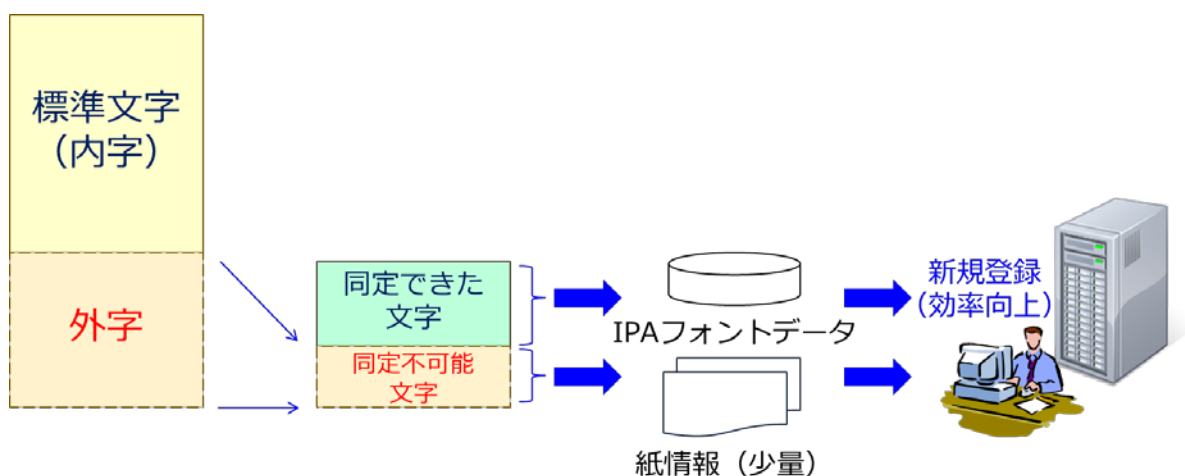 標準文字
（内字）
外字
同定できた
文字
同定不可能
文字
IPAフォントデータ
紙情報（少量）
新規登録
（効率向上）